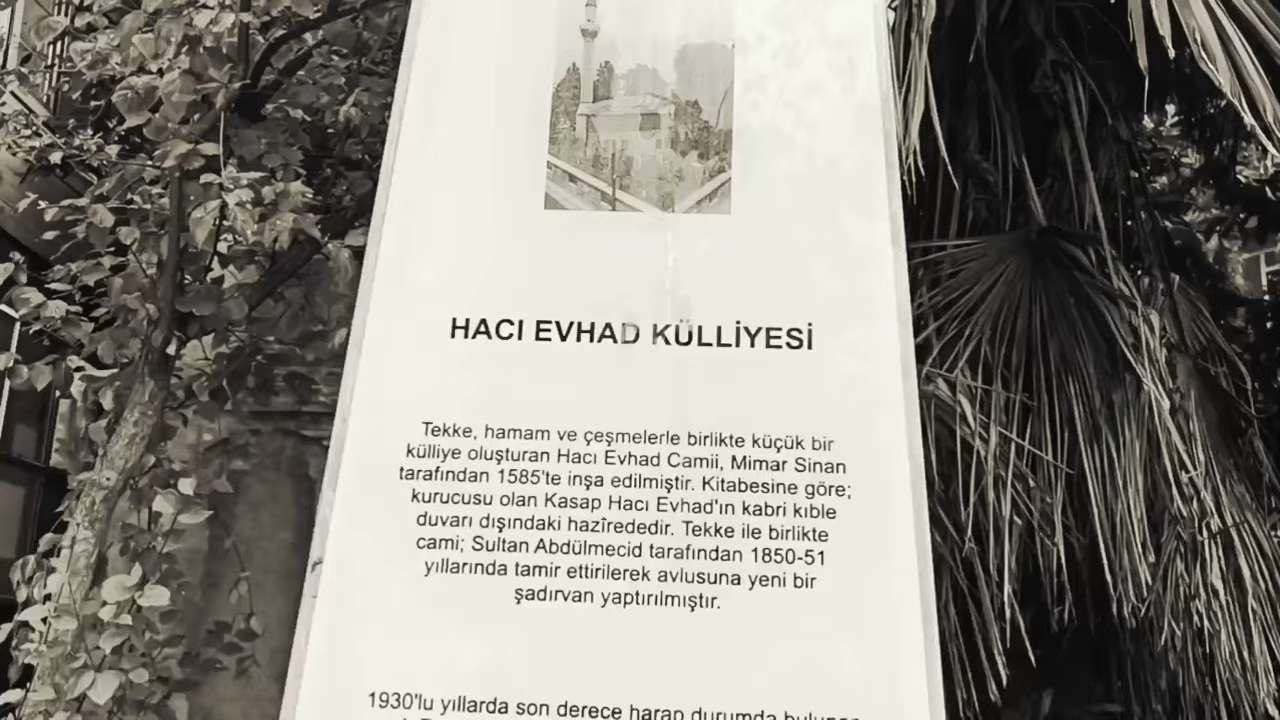 HACI EVHAD KÜLLİYESİ
Tekke, hamam ve çeşmelerle birlikte küçük bir
külliye oluşturan Hacı Evhad Camii, Mimar Sinan
tarafından 1585'te inşa edilmiştir. Kitabesine göre;
kurucusu olan Kasap Hacı Evhad'ın kabri kıble
duvarı dışındaki hazîrededir. Tekke ile birlikte
cami; Sultan Abdülmecid tarafından 1850-51
yıllarında tamir ettirilerek avlusuna yeni bir
şadırvan yaptırılmıştır.
1930'lu yıllarda son derece harap durumda